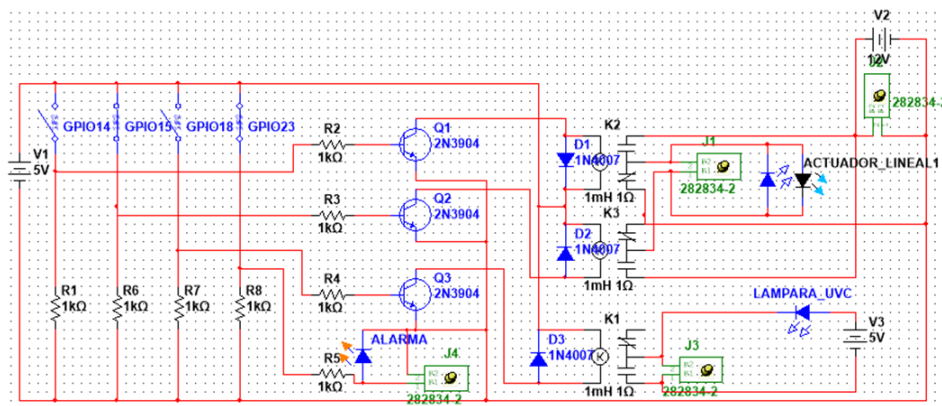 V2
12V
J2
282834-2
GPIO14
GPIO15
GPIO18
GPIO23
V1
5V
R2
1kΩ
Q1
2N3904
K2
D1
1N4007
1mH 1Ω
J1
282834-2
ACTUADOR_LINEAL1
R3
1kΩ
Q2
2N3904
K3
D2
1N4007
1mH 1Ω
R4
1kΩ
Q3
2N3904
R1
1kΩ
R6
1kΩ
R7
1kΩ
R8
1kΩ
LAMPARA_UVC
V3
5V
K1
K
D3
1N4007
1mH 1Ω
J3
282834-2
ALARMA
R5
1kΩ
J4
282834-2